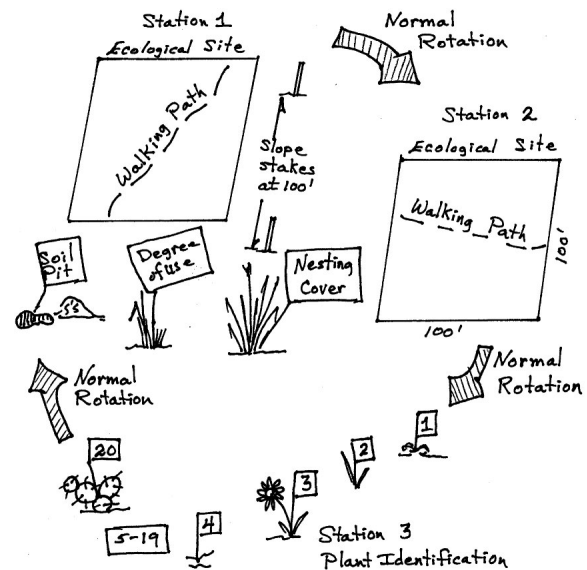 Station 1
Ecological Site
Walking Path
Slope
stakes
at 100'
Normal
Rotation
Station 2
Ecological Site
Walking Path
100'
100'
Soil
Pit
Degree
of Use
Nesting
Cover
Normal
Rotation
Normal
Rotation
1
2
3
4
5-19
20
Station 3
Plant Identification